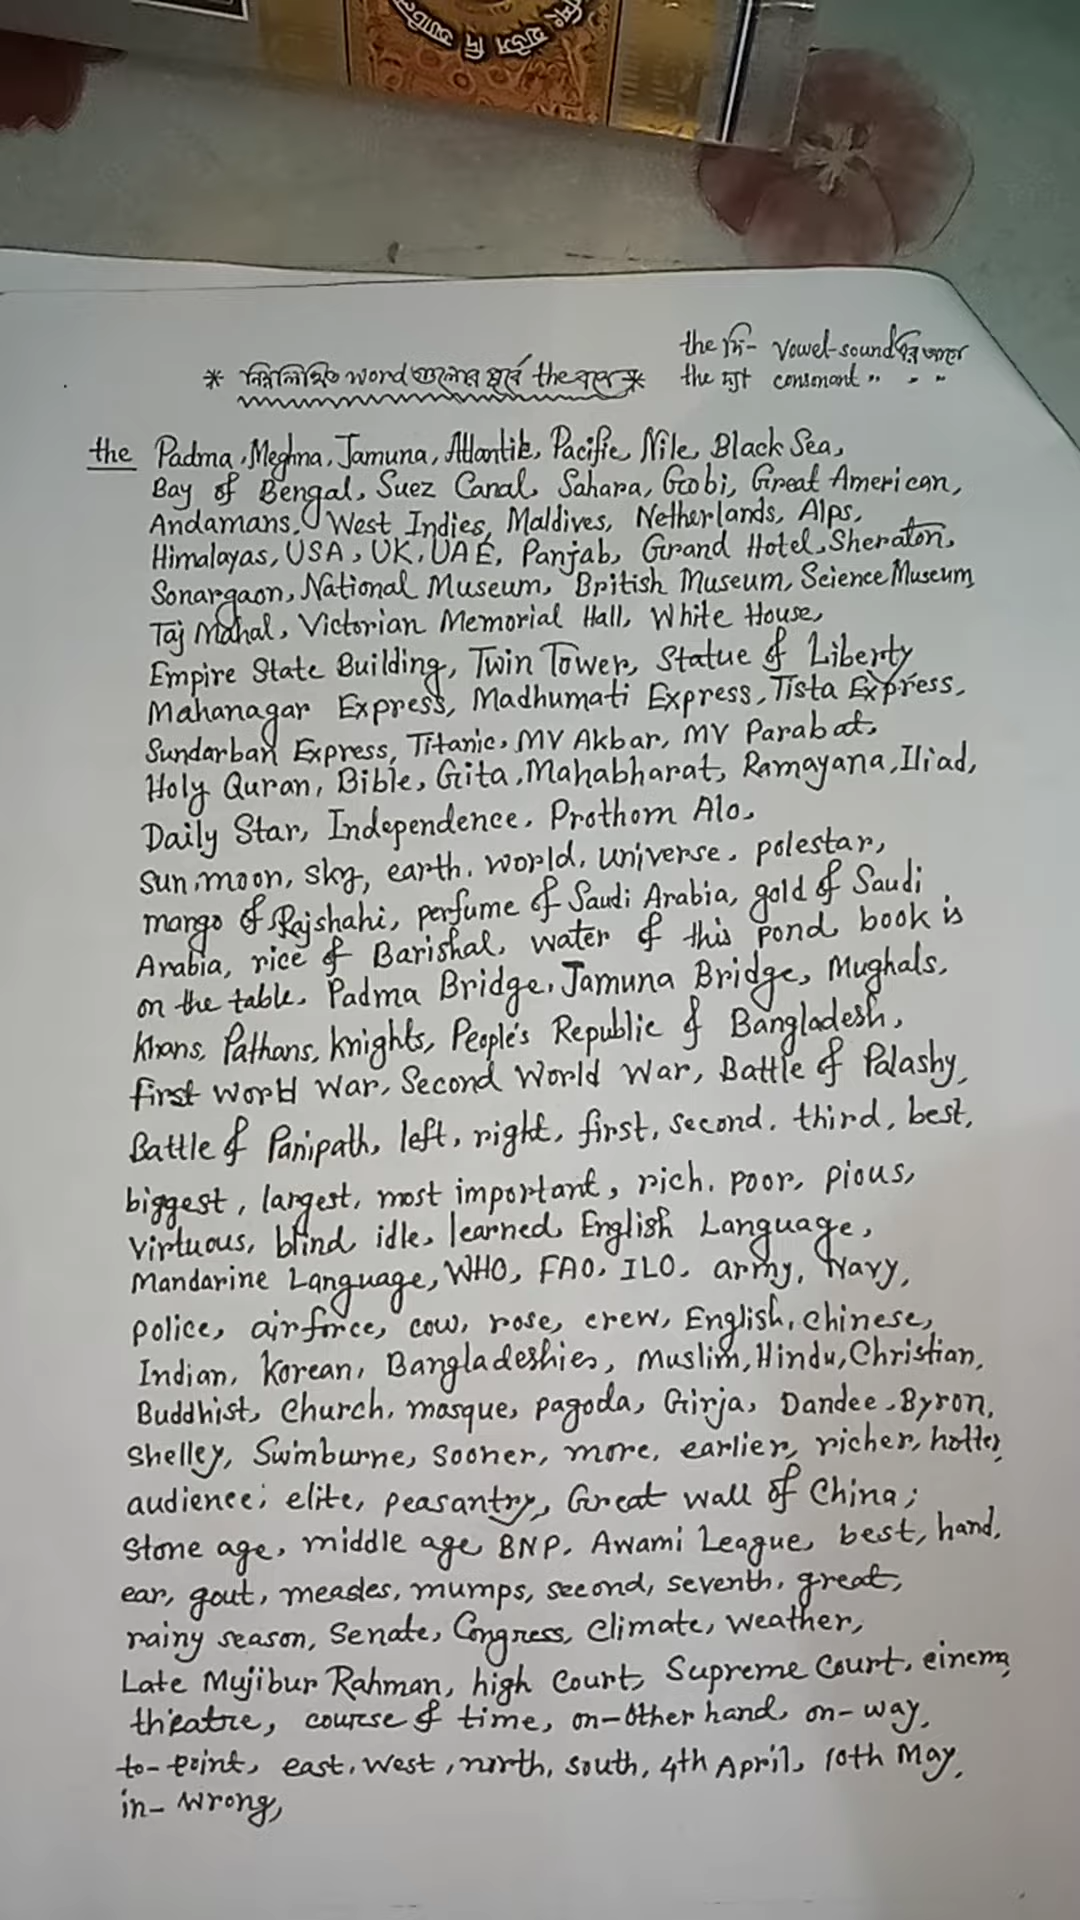 the দি- Vowel-sound এর আগে
* নিম্নলিখিত word গুলোর পূর্বে the বসে *
the দ্যা consonant " " "
the Padma, Meghna, Jamuna, Atlantik, Pacific, Nile, Black Sea,
Bay of Bengal, Suez Canal, Sahara, Gobi, Great American,
Andamans, West Indies, Maldives, Netherlands, Alps,
Himalayas, USA, UK, UAE, Panjab, Grand Hotel, Sheraton,
Sonargaon, National Museum, British Museum, Science Museum
Taj Mahal, Victorian Memorial Hall, White House,
Empire State Building, Twin Tower, Statue of Liberty
Mahanagar Express, Madhumati Express, Tista Express,
Sundarban Express, Titanic, MV Akbar, MV Parabat,
Holy Quran, Bible, Gita, Mahabharat, Ramayana, Iliad,
Daily Star, Independence, Prothom Alo,
sun, moon, sky, earth, world, universe, polestar,
mango of Rajshahi, perfume of Saudi Arabia, gold of Saudi
Arabia, rice of Barishal, water of this pond, book is
on the table, Padma Bridge, Jamuna Bridge, Mughals,
Khans, Pathans, knights, People's Republic of Bangladesh,
first World War, Second World War, Battle of Palashy,
Battle of Panipath, left, right, first, second, third, best,
biggest, largest, most important, rich, poor, pious,
virtuous, blind, idle, learned, English Language,
Mandarine Language, WHO, FAO, ILO, army, Navy,
police, airforce, cow, rose, crew, English, Chinese,
Indian, Korean, Bangladeshies, Muslim, Hindu, Christian,
Buddhist, Church, mosque, pagoda, Girja, Dandee, Byron,
Shelley, Swimburne, sooner, more, earlier, richer, hotter,
audience; elite, peasantry, Great wall of China;
Stone age, middle age, BNP, Awami League, best, hand,
ear, gout, measles, mumps, second, seventh, great,
rainy season, Senate, Congress, Climate, weather,
Late Mujibur Rahman, high Court, Supreme Court, cinema,
theatre, course of time, on-Other hand, on-way,
to-point, east, west, north, south, 4th April, 10th May,
in-wrong,